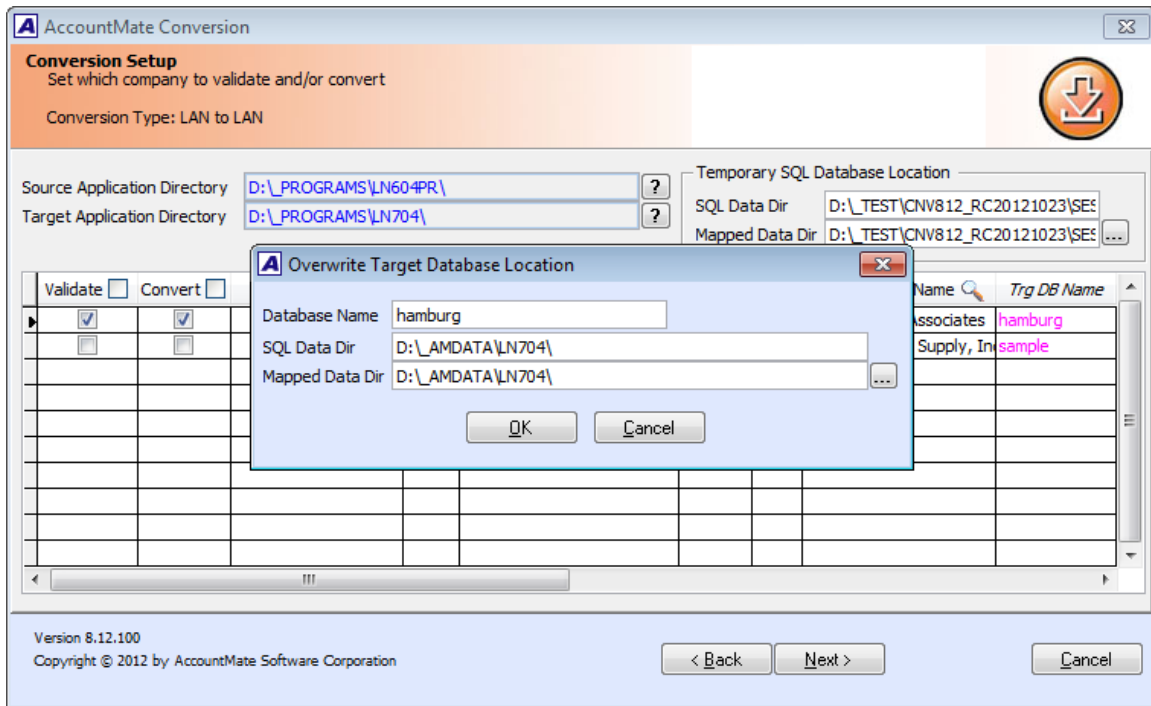 AccountMate Conversion
Conversion Setup
Set which company to validate and/or convert
Conversion Type: LAN to LAN
Source Application Directory D:\_PROGRAMS\LN604PR\ ?
Target Application Directory D:\_PROGRAMS\LN704\ ?
Temporary SQL Database Location
SQL Data Dir D:\_TEST\CNV812_RC20121023\SES
Mapped Data Dir D:\_TEST\CNV812_RC20121023\SES ...
Overwrite Target Database Location
Database Name hamburg
SQL Data Dir D:\_AMDATA\LN704\
Mapped Data Dir D:\_AMDATA\LN704\ ...
OK Cancel
Validate Convert Name Trg DB Name
Associates hamburg
Supply, In sample
Version 8.12.100
Copyright © 2012 by AccountMate Software Corporation
< Back Next > Cancel